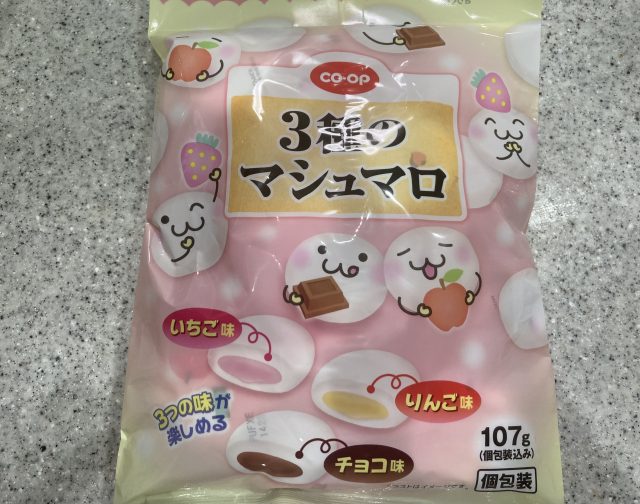 CO-OP
3種の
マシュマロ
いちご味
りんご味
3つの味が
楽しめる
チョコ味
107g
(個包装込み)
個包装